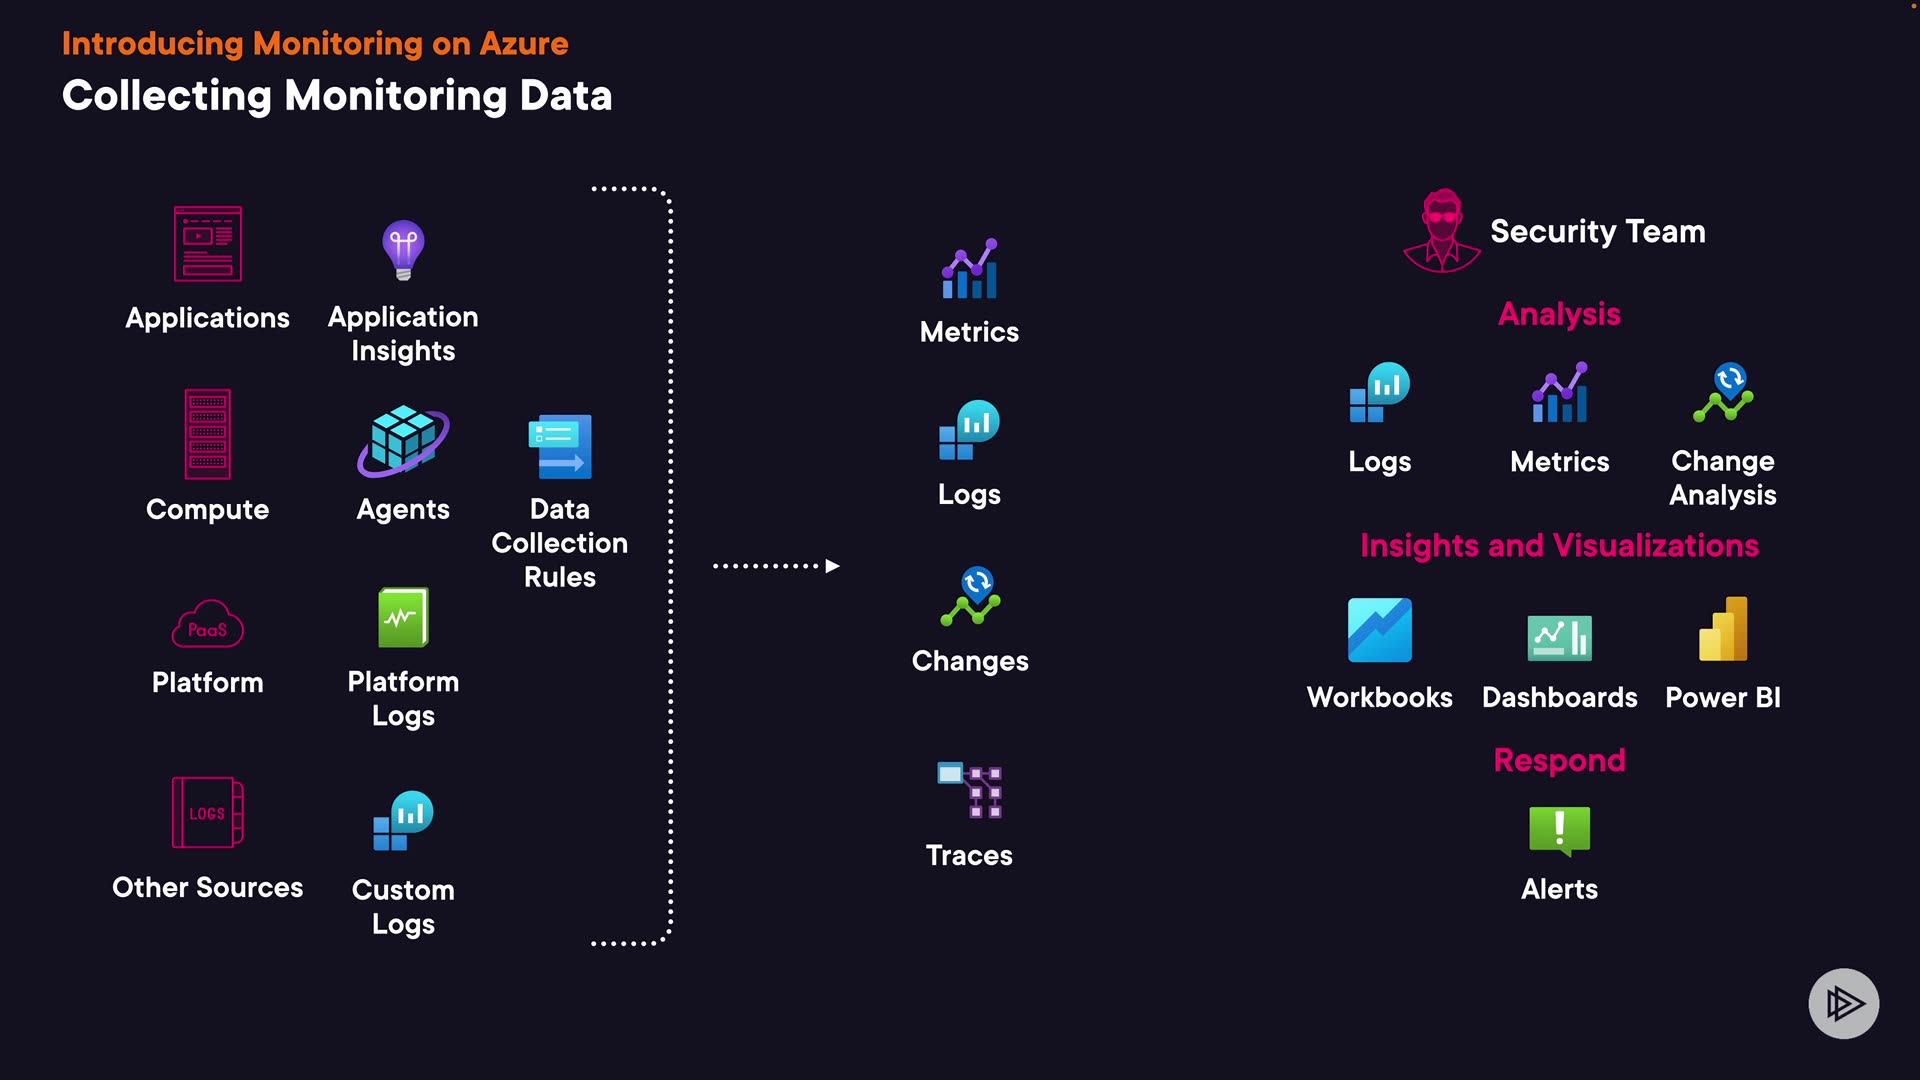 Introducing Monitoring on Azure
Collecting Monitoring Data
Applications
Application
Insights
Compute
Agents
Data
Collection
Rules
PaaS
Platform
Platform
Logs
LOGS
Other Sources
Custom
Logs
Metrics
Logs
Changes
Traces
Security Team
Analysis
Logs
Metrics
Change
Analysis
Insights and Visualizations
Workbooks
Dashboards
Power BI
Respond
Alerts